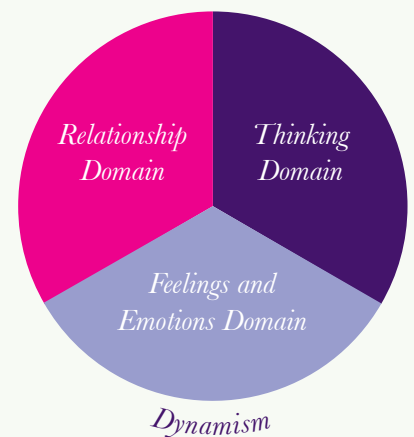 Relationship
Domain
Thinking
Domain
Feelings and
Emotions Domain
Dynamism